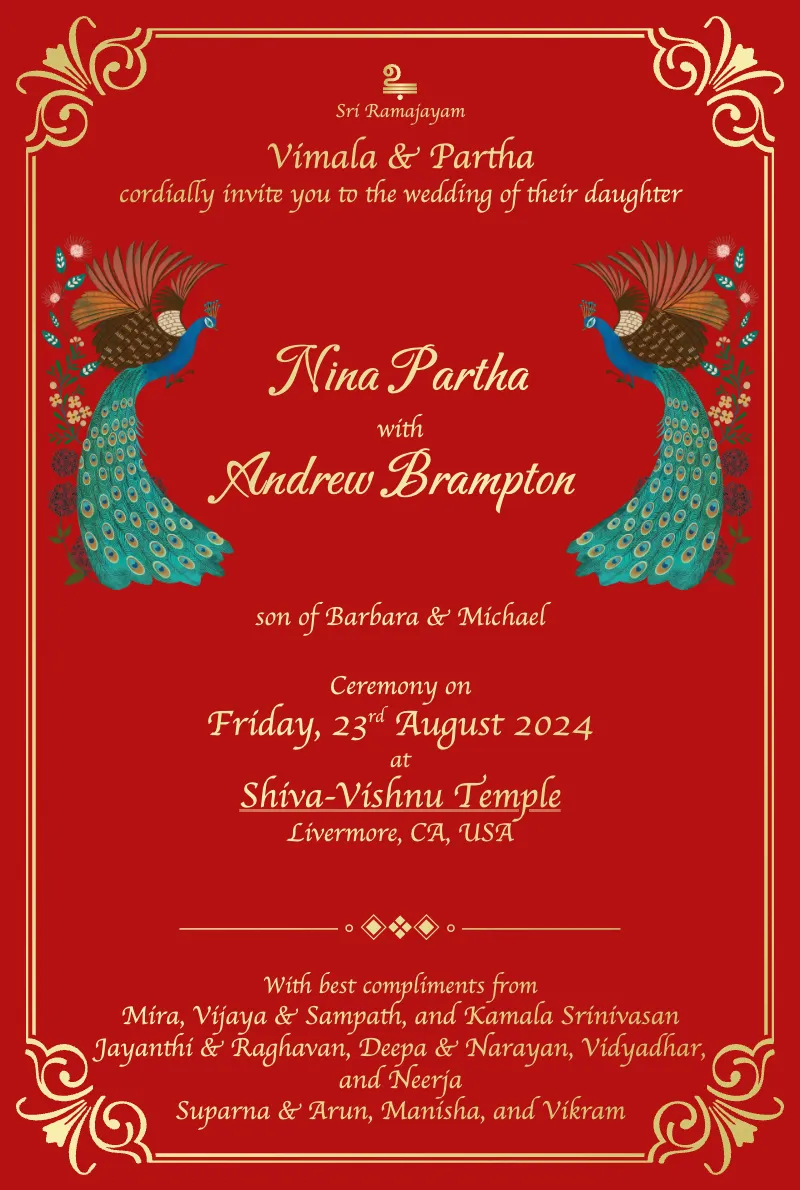 உ
Sri Ramajayam
Vimala & Partha
cordially invite you to the wedding of their daughter
Nina Partha
with
Andrew Brampton
son of Barbara & Michael
Ceremony on
Friday, 23rd August 2024
at
Shiva-Vishnu Temple
Livermore, CA, USA
With best compliments from
Mira, Vijaya & Sampath, and Kamala Srinivasan
Jayanthi & Raghavan, Deepa & Narayan, Vidyadhar,
and Neerja
Suparna & Arun, Manisha, and Vikram